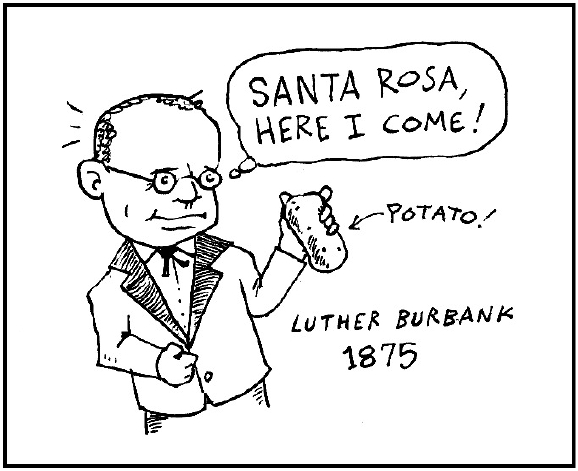 SANTA ROSA,
HERE I COME!
POTATO!
LUTHER BURBANK
1875